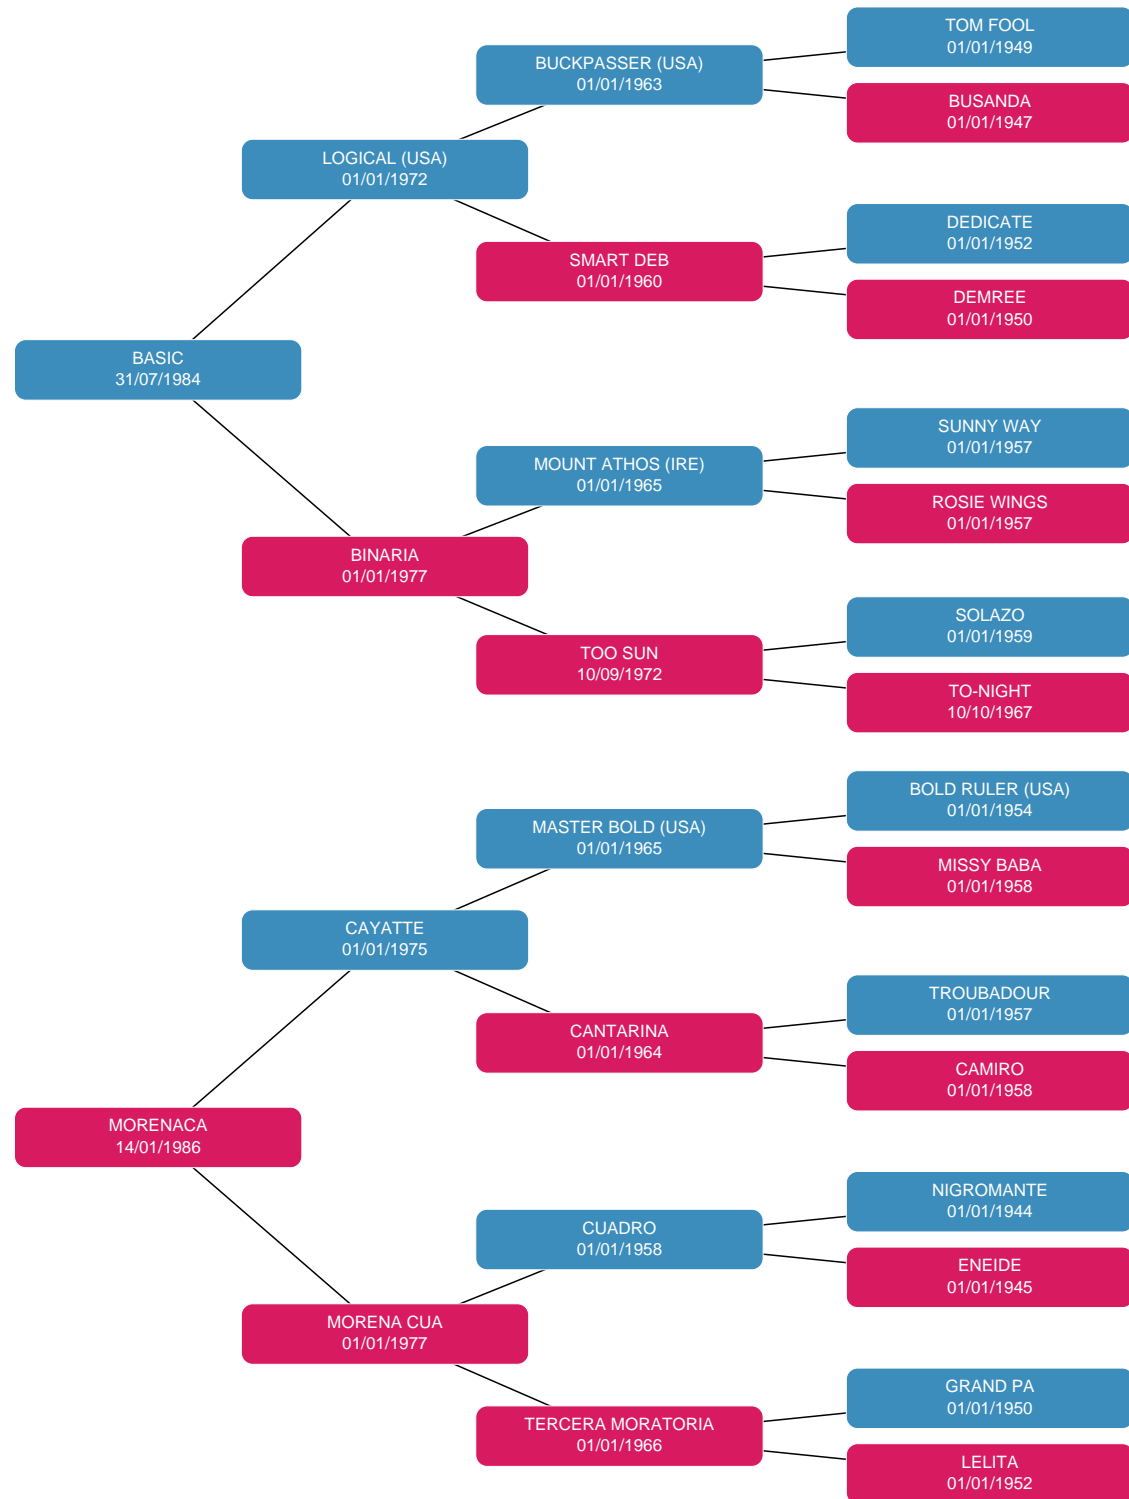 TOM FOOL
01/01/1949
BUCKPASSER (USA)
01/01/1963
BUSANDA
01/01/1947
LOGICAL (USA)
01/01/1972
DEDICATE
01/01/1952
SMART DEB
01/01/1960
DEMREE
01/01/1950
BASIC
31/07/1984
SUNNY WAY
01/01/1957
MOUNT ATHOS (IRE)
01/01/1965
ROSIE WINGS
01/01/1957
BINARIA
01/01/1977
SOLAZO
01/01/1959
TOO SUN
10/09/1972
TO-NIGHT
10/10/1967
BOLD RULER (USA)
01/01/1954
MASTER BOLD (USA)
01/01/1965
MISSY BABA
01/01/1958
CAYATTE
01/01/1975
TROUBADOUR
01/01/1957
CANTARINA
01/01/1964
CAMIRO
01/01/1958
MORENACA
14/01/1986
NIGROMANTE
01/01/1944
CUADRO
01/01/1958
ENEIDE
01/01/1945
MORENA CUA
01/01/1977
GRAND PA
01/01/1950
TERCERA MORATORIA
01/01/1966
LELITA
01/01/1952